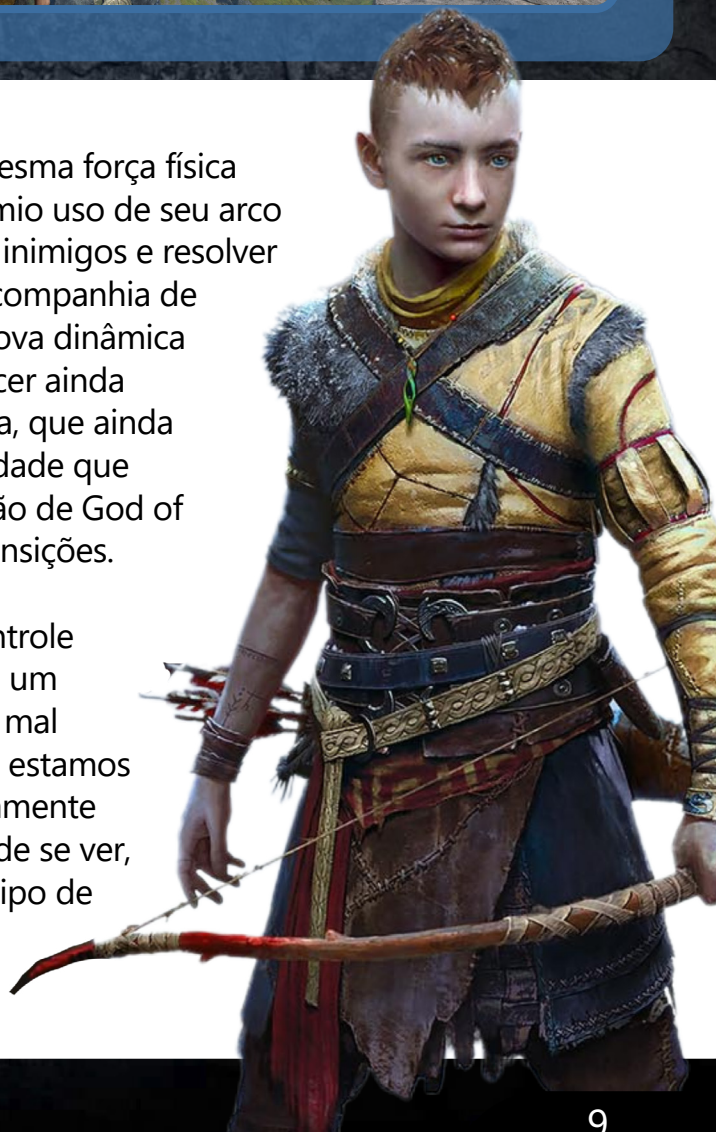 esma força física
mio uso de seu arco
inimigos e resolver
companhia de
ova dinâmica
cer ainda
a, que ainda
dade que
ão de God of
nsições.
ntrole
um
mal
estamos
amente
de se ver,
ipo de
9